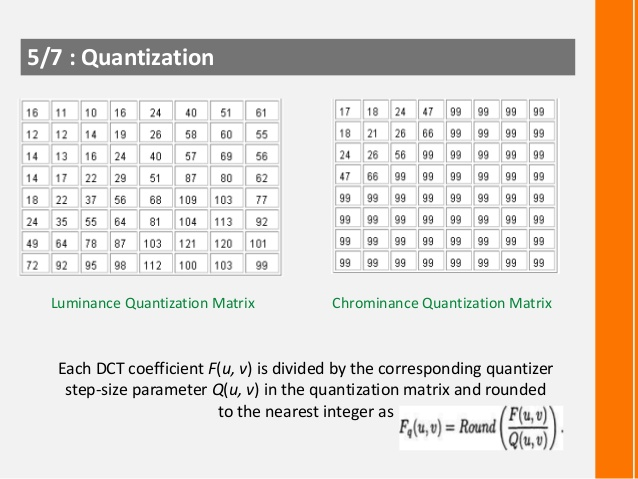 5/7 : Quantization
16 11 10 16 24 40 51 61
12 12 14 19 26 58 60 55
14 13 16 24 40 57 69 56
14 17 22 29 51 87 80 62
18 22 37 56 68 109 103 77
24 35 55 64 81 104 113 92
49 64 78 87 103 121 120 101
72 92 95 98 112 100 103 99
Luminance Quantization Matrix
17 18 24 47 99 99 99 99
18 21 26 66 99 99 99 99
24 26 56 99 99 99 99 99
47 66 99 99 99 99 99 99
99 99 99 99 99 99 99 99
99 99 99 99 99 99 99 99
99 99 99 99 99 99 99 99
99 99 99 99 99 99 99 99
Chrominance Quantization Matrix
Each DCT coefficient F(u, v) is divided by the corresponding quantizer
step-size parameter Q(u, v) in the quantization matrix and rounded
to the nearest integer as Fq(u,v) = Round(F(u,v)/Q(u,v)).